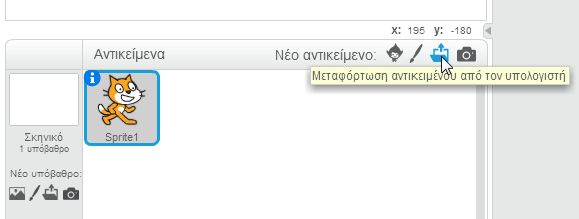 x: 195 y: -180
Αντικείμενα Νέο αντικείμενο:
Μεταφόρτωση αντικειμένου από τον υπολογιστή
Sprite1
Σκηνικό
1 υπόβαθρο
Νέο υπόβαθρο: